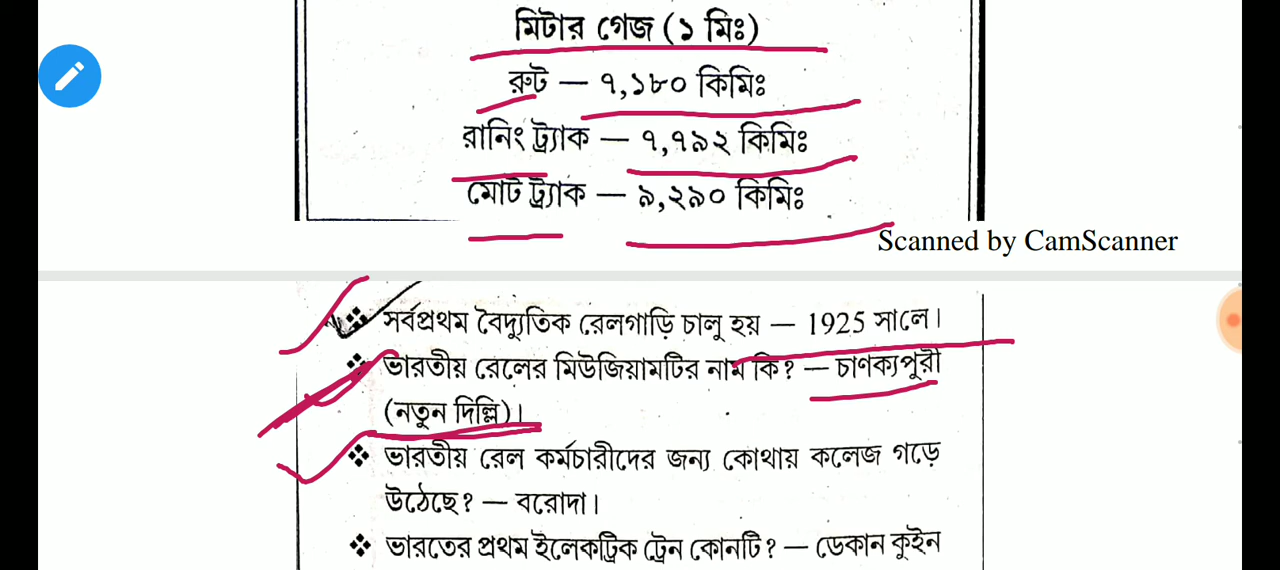 মিটার গেজ (১ মিঃ)
রুট — ৭,১৮০ কিমিঃ
রানিং ট্র্যাক — ৭,৭৯২ কিমিঃ
মোট ট্র্যাক — ৯,২৯০ কিমিঃ
Scanned by CamScanner
সর্বপ্রথম বৈদ্যুতিক রেলগাড়ি চালু হয় — 1925 সালে।
ভারতীয় রেলের মিউজিয়ামটির নাম কি? — চাণক্যপুরী
(নতুন দিল্লি)।
ভারতীয় রেল কর্মচারীদের জন্য কোথায় কলেজ গড়ে
উঠেছে? — বরোদা।
ভারতের প্রথম ইলেকট্রিক ট্রেন কোনটি? — ডেকান কুইন